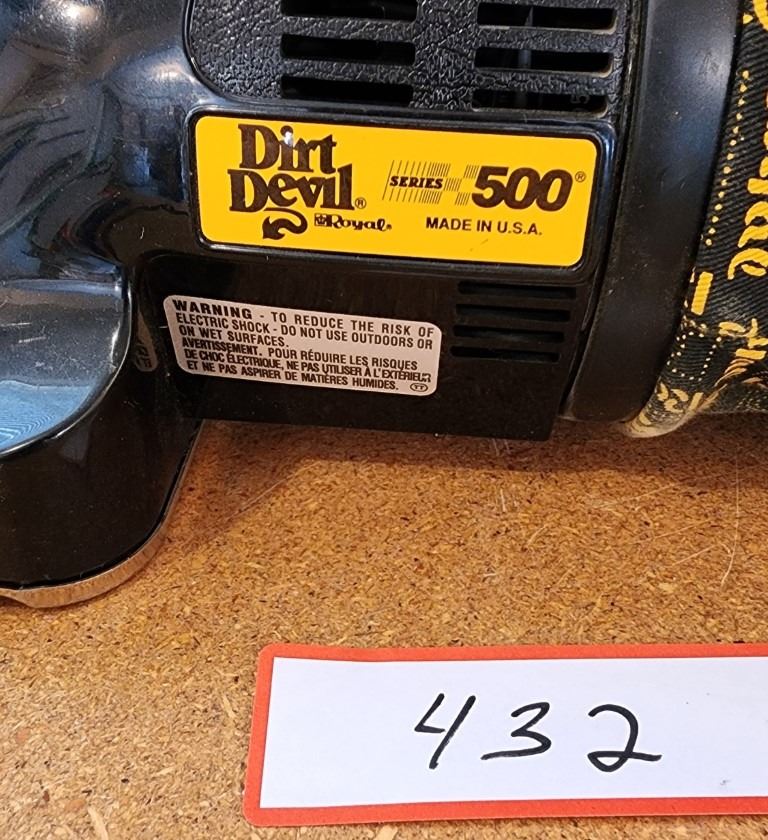 Dirt
Devil®
SERIES 500®
Royal®
MADE IN U.S.A.
WARNING - TO REDUCE THE RISK OF
ELECTRIC SHOCK - DO NOT USE OUTDOORS OR
ON WET SURFACES.
AVERTISSEMENT. POUR RÉDUIRE LES RISQUES
DE CHOC ÉLECTRIQUE, NE PAS UTILISER À L'EXTÉRIEUR
ET NE PAS ASPIRER DE MATIÈRES HUMIDES.
432